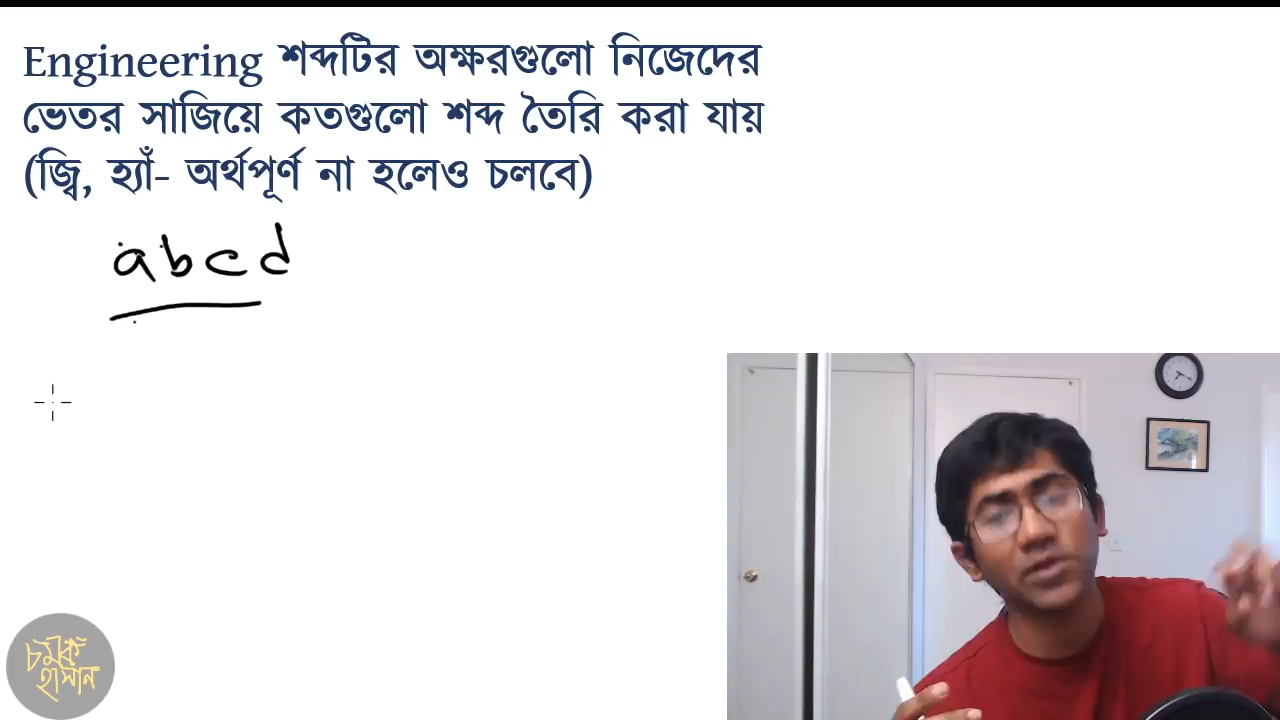 Engineering শব্দটির অক্ষরগুলো নিজেদের
ভেতর সাজিয়ে কতগুলো শব্দ তৈরি করা যায়
(জ্বি, হ্যাঁ- অর্থপূর্ণ না হলেও চলবে)
abcd
চমক
হাসান